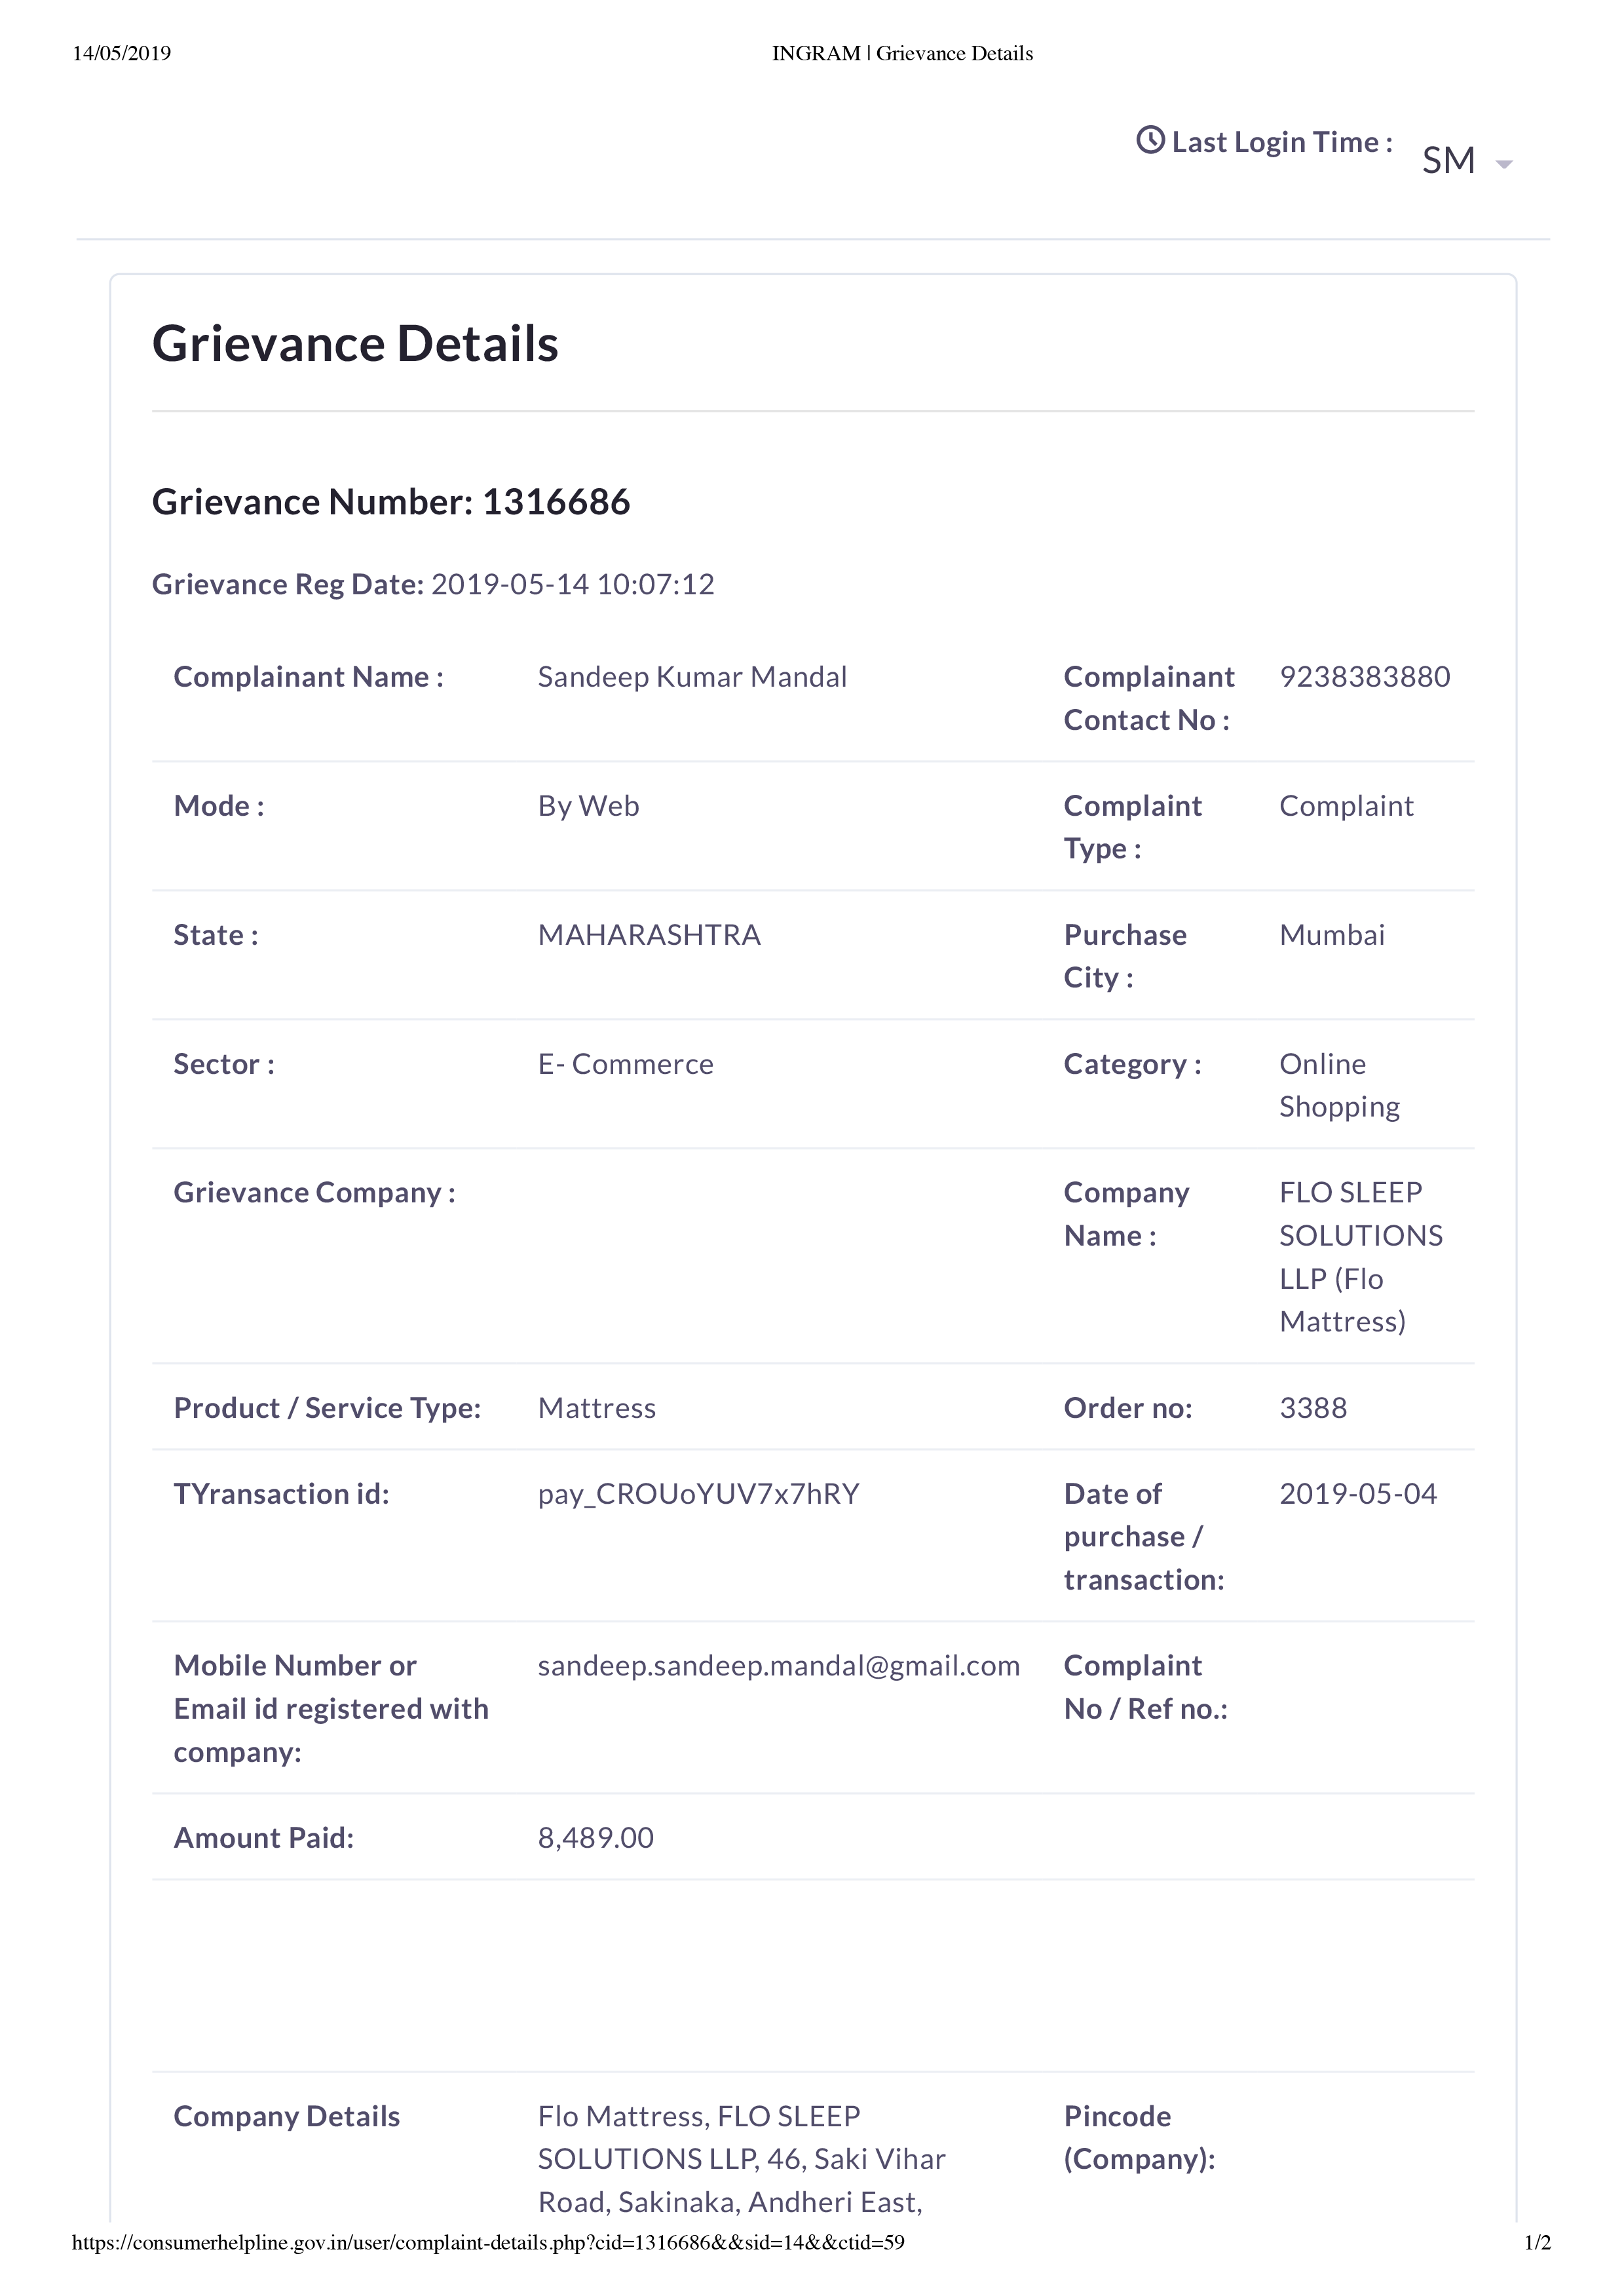 14/05/2019 INGRAM | Grievance Details
Last Login Time : SM
Grievance Details
Grievance Number: 1316686
Grievance Reg Date: 2019-05-14 10:07:12
Complainant Name : Sandeep Kumar Mandal Complainant 9238383880
Contact No :
Mode : By Web Complaint Complaint
Type :
State : MAHARASHTRA Purchase Mumbai
City :
Sector : E- Commerce Category : Online
Shopping
Grievance Company : Company FLO SLEEP
Name : SOLUTIONS
LLP (Flo
Mattress)
Product / Service Type: Mattress Order no: 3388
TYransaction id: pay_CROUoYUV7x7hRY Date of 2019-05-04
purchase /
transaction:
Mobile Number or sandeep.sandeep.mandal@gmail.com Complaint
Email id registered with No / Ref no.:
company:
Amount Paid: 8,489.00
Company Details Flo Mattress, FLO SLEEP Pincode
SOLUTIONS LLP, 46, Saki Vihar (Company):
Road, Sakinaka, Andheri East,
https://consumerhelpline.gov.in/user/complaint-details.php?cid=1316686&&sid=14&&ctid=59 1/2